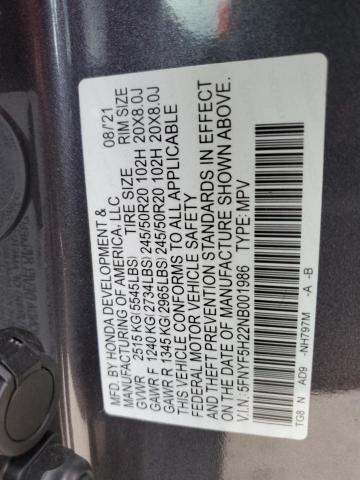 MFD. BY HONDA DEVELOPMENT & 08/21
MANUFACTURING OF AMERICA, LLC
TIRE SIZE RIM SIZE
GVWR 2515 KG (5545LBS)
GAWR F 1240 KG (2734LBS) 245/50R20 102H 20X8.0J
GAWR R 1345 KG (2965LBS) 245/50R20 102H 20X8.0J
THIS VEHICLE CONFORMS TO ALL APPLICABLE
FEDERAL MOTOR VEHICLE SAFETY
& THEFT PREVENTION STANDARDS IN EFFECT
ON THE DATE OF MANUFACTURE SHOWN ABOVE.
V.I.N.: 5FNYF5H22NB001986 TYPE: MPV
TG8 N AD9 -NH797M -A -B